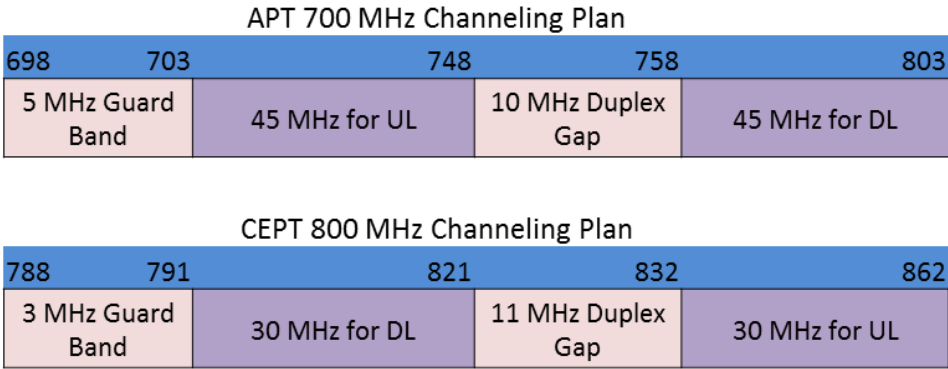 APT 700 MHz Channeling Plan
698 703 748 758 803
5 MHz Guard Band
45 MHz for UL
10 MHz Duplex Gap
45 MHz for DL
CEPT 800 MHz Channeling Plan
788 791 821 832 862
3 MHz Guard Band
30 MHz for DL
11 MHz Duplex Gap
30 MHz for UL